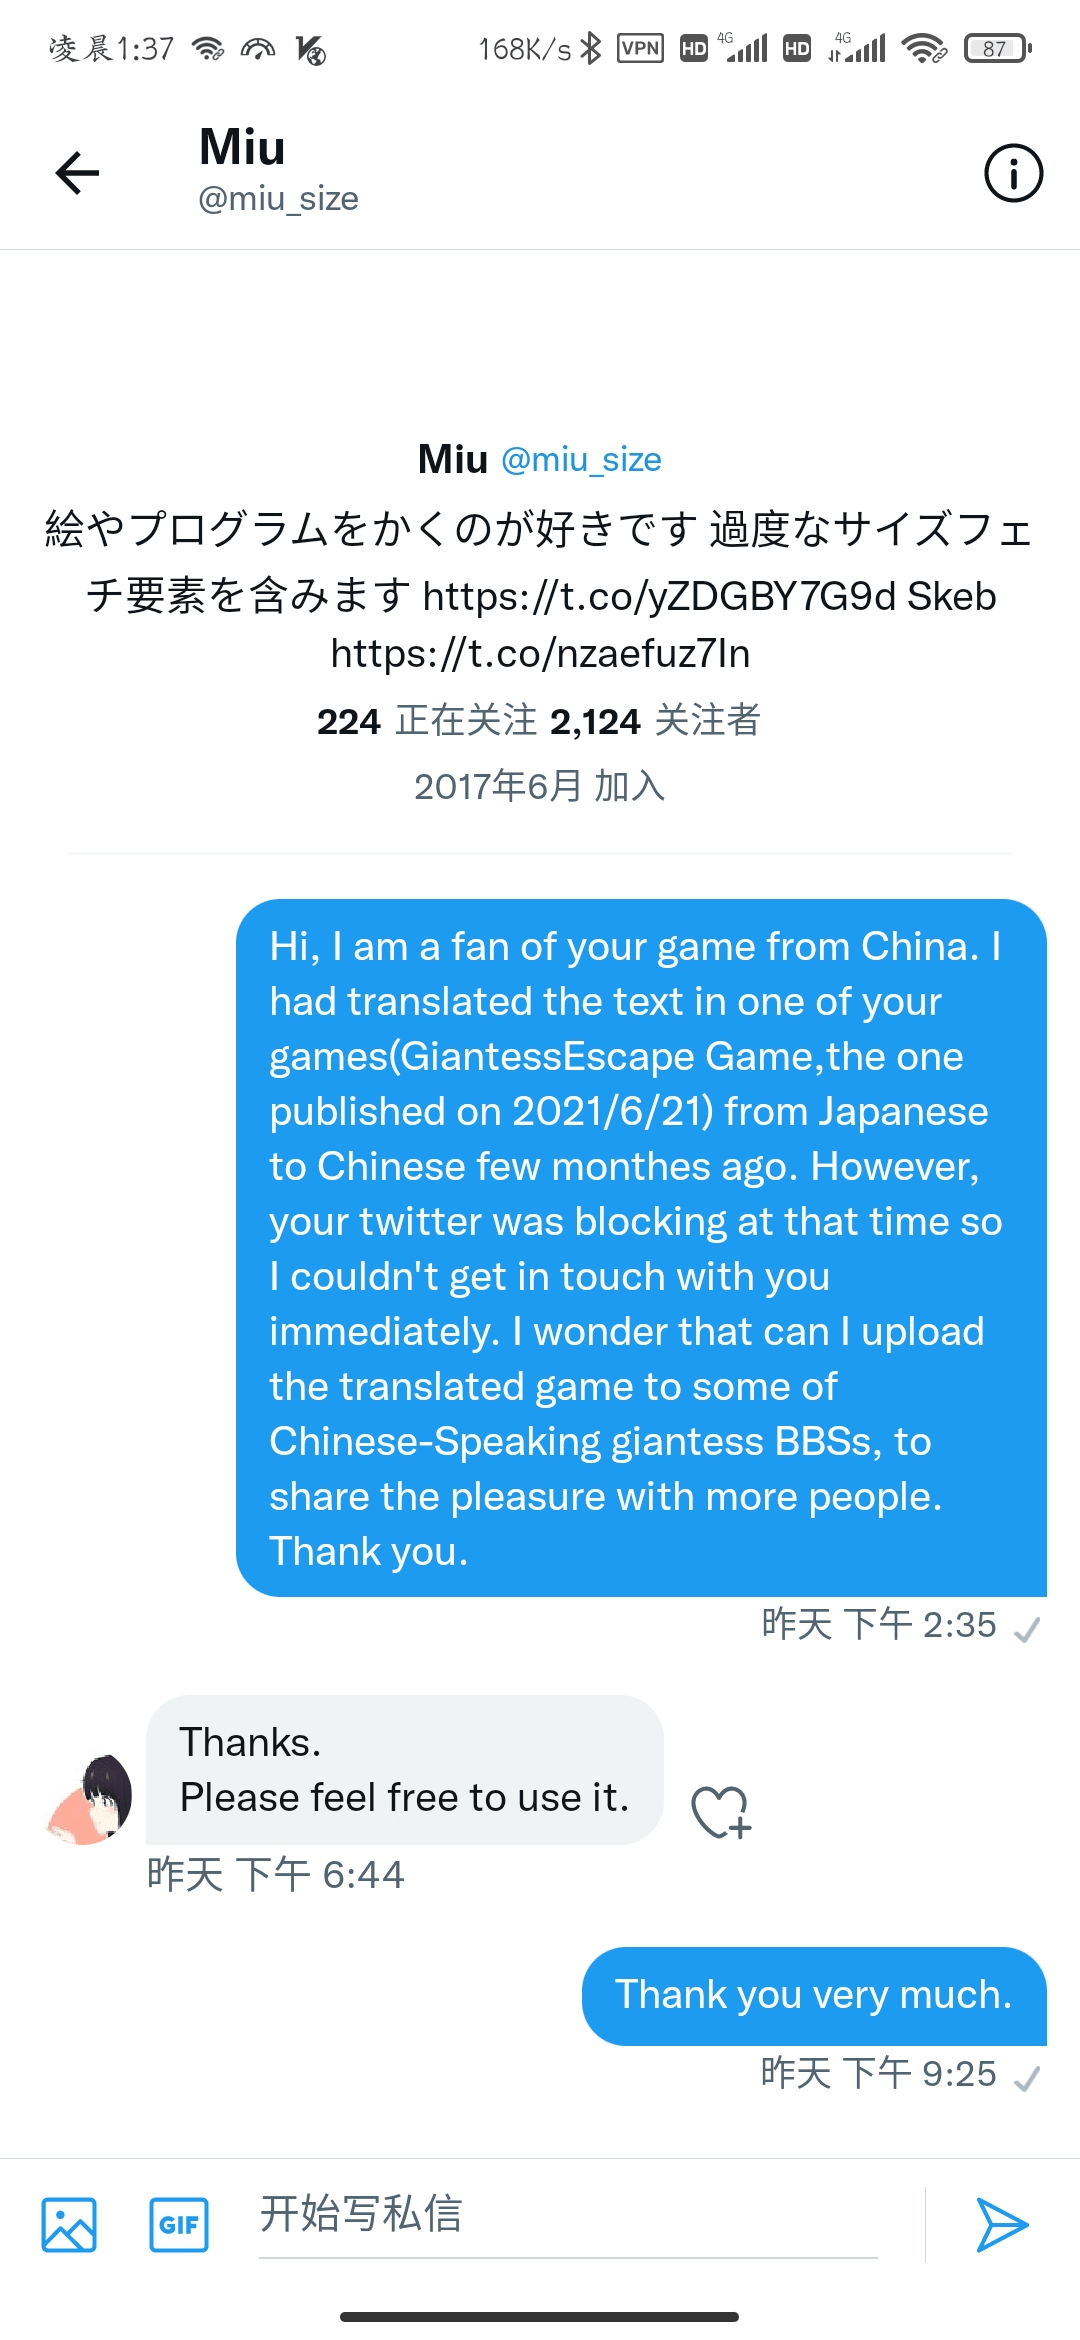 凌晨1:37 168K/s VPN HD 4G HD 4G 87
Miu
@miu_size
Miu @miu_size
絵やプログラムをかくのが好きです 過度なサイズフェ
チ要素を含みます https://t.co/yZDGBY7G9d Skeb
https://t.co/nzaefuz7In
224 正在关注 2,124 关注者
2017年6月 加入
Hi, I am a fan of your game from China. I
had translated the text in one of your
games(GiantessEscape Game,the one
published on 2021/6/21) from Japanese
to Chinese few monthes ago. However,
your twitter was blocking at that time so
I couldn't get in touch with you
immediately. I wonder that can I upload
the translated game to some of
Chinese-Speaking giantess BBSs, to
share the pleasure with more people.
Thank you.
昨天 下午 2:35
Thanks.
Please feel free to use it.
昨天 下午 6:44
Thank you very much.
昨天 下午 9:25
GIF 开始写私信